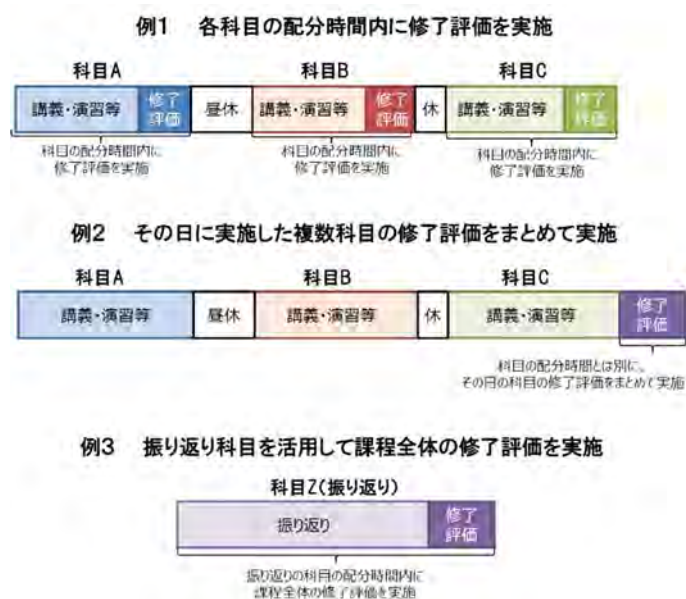 例1 各科目の配分時間内に修了評価を実施
科目A 科目B 科目C
講義・演習等 修了評価 昼休 講義・演習等 修了評価 休 講義・演習等 修了評価
科目の配分時間内に
修了評価を実施
科目の配分時間内に
修了評価を実施
科目の配分時間内に
修了評価を実施
例2 その日に実施した複数科目の修了評価をまとめて実施
科目A 科目B 科目C
講義・演習等 昼休 講義・演習等 休 講義・演習等 修了評価
科目の配分時間とは別に、
その日の科目の修了評価をまとめて実施
例3 振り返り科目を活用して課程全体の修了評価を実施
科目Z(振り返り)
振り返り 修了評価
振り返りの科目の配分時間内に
課程全体の修了評価を実施